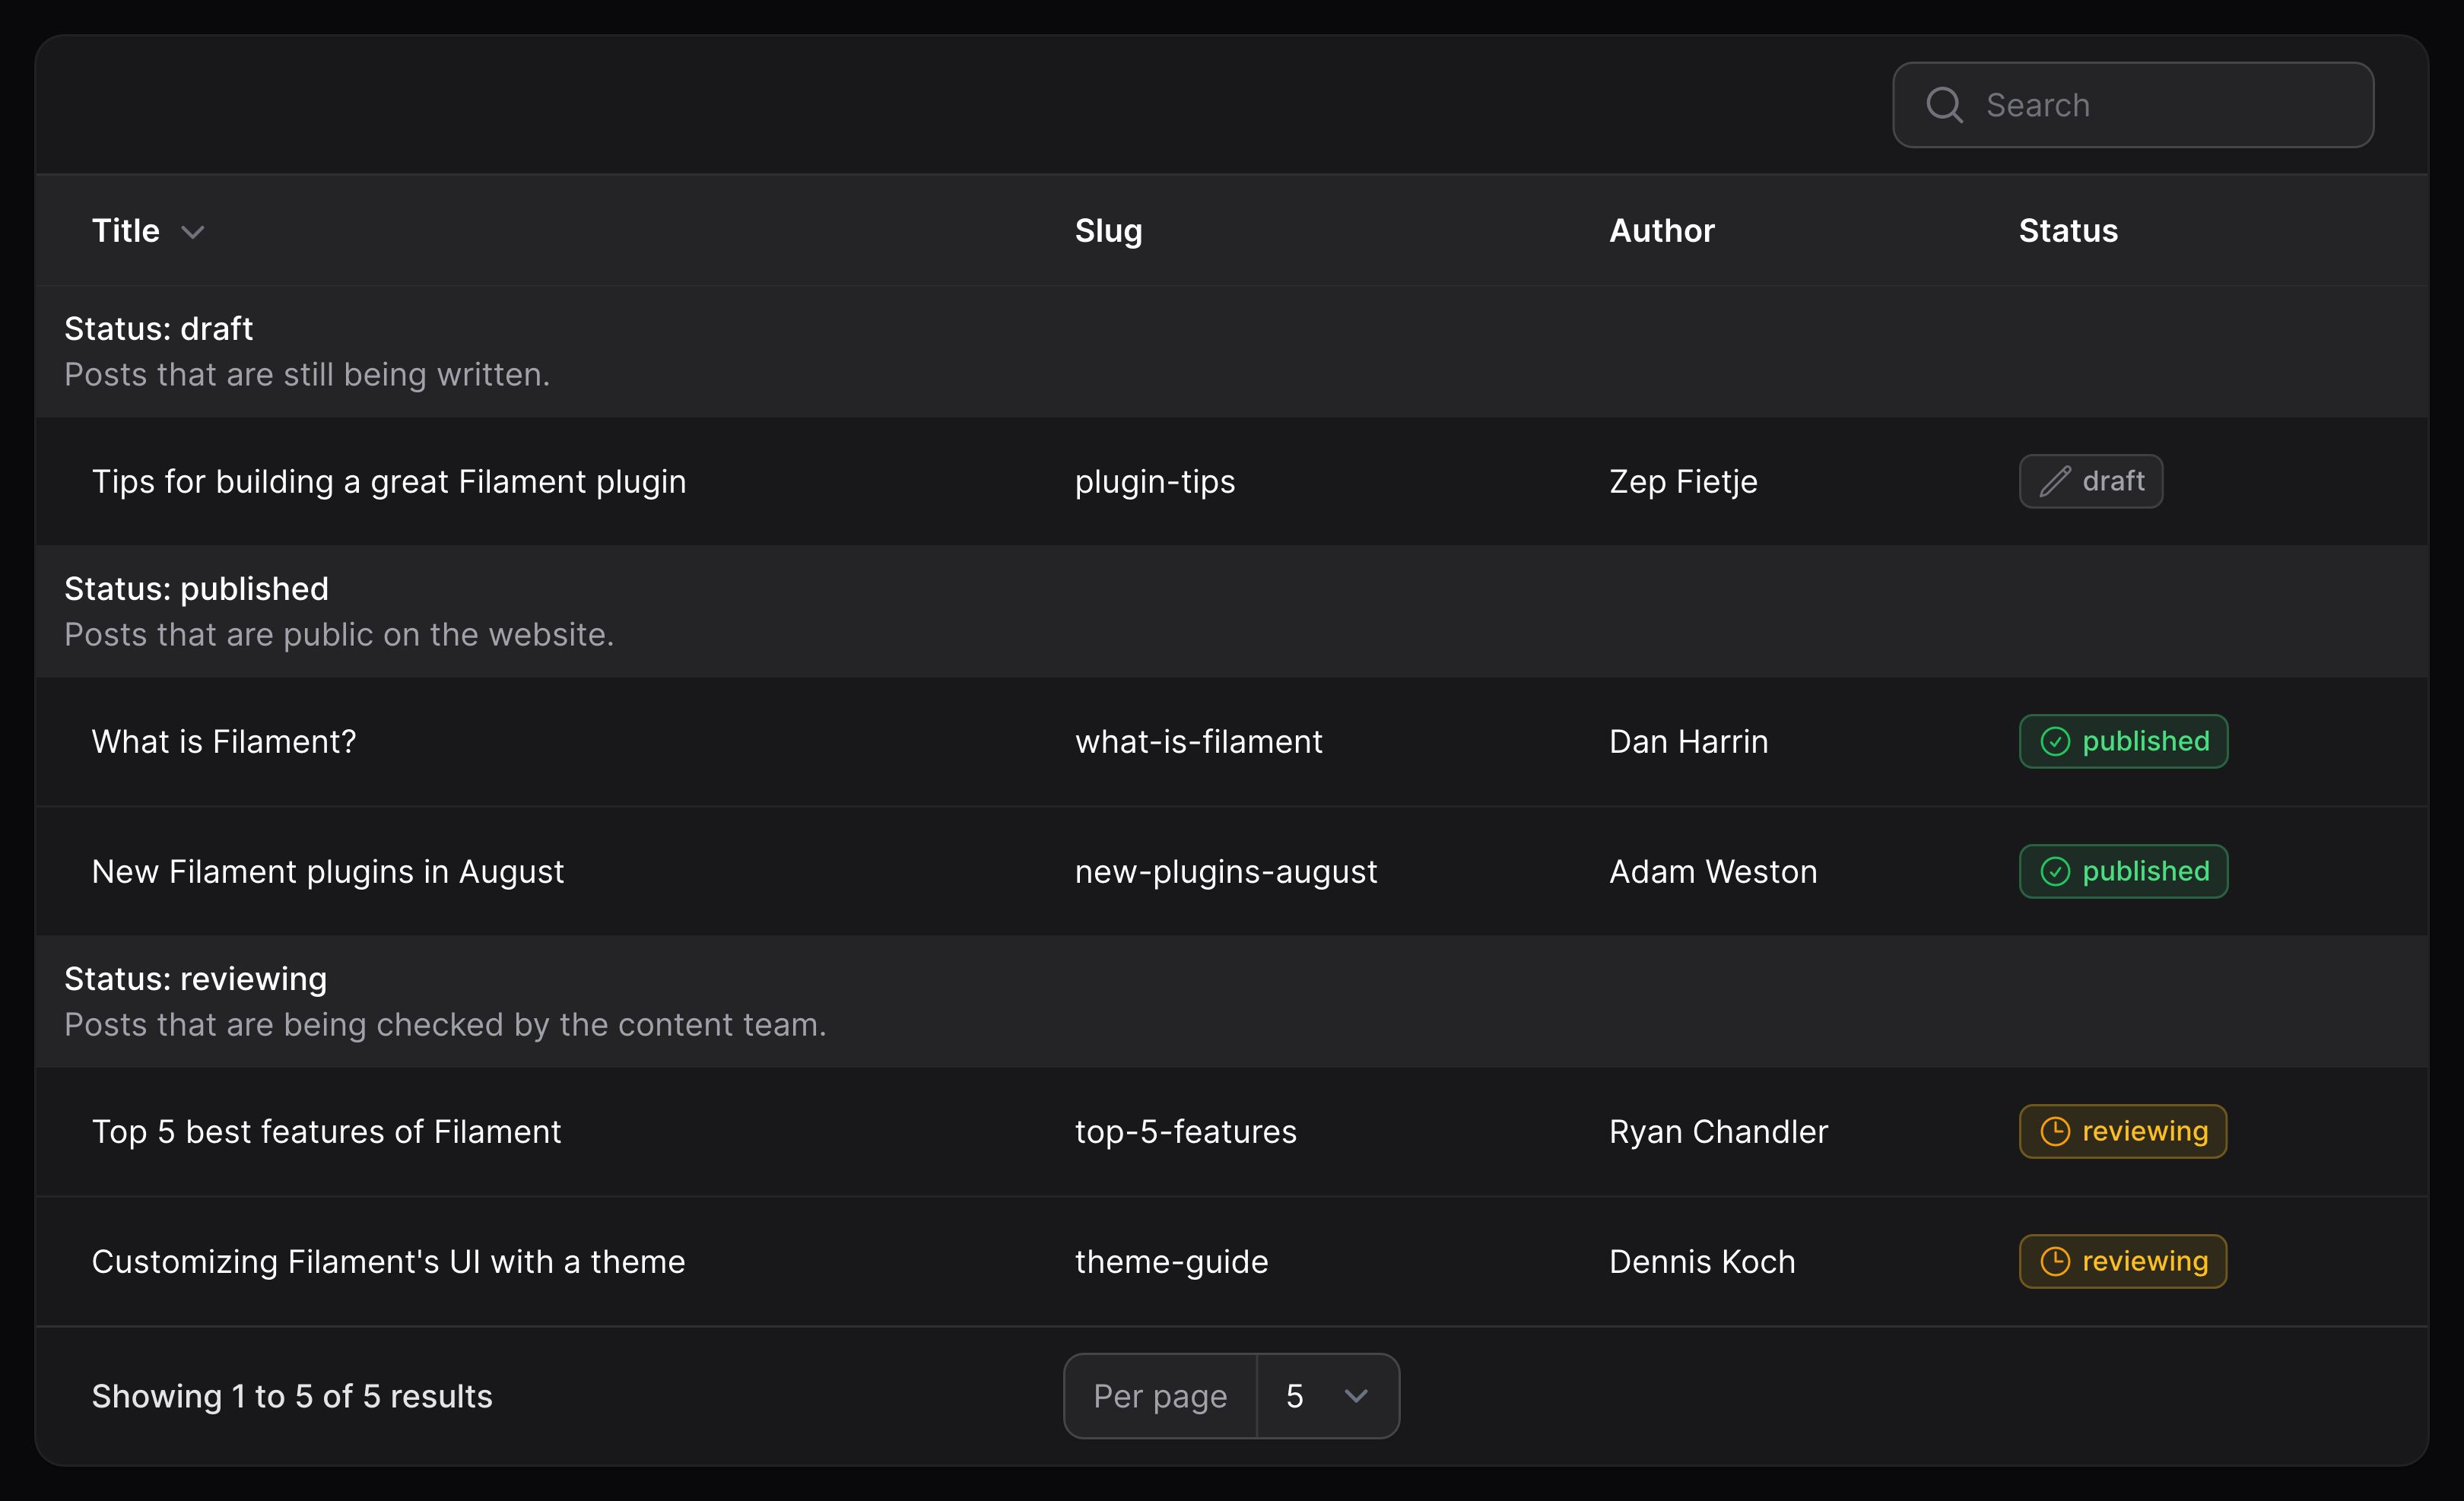 Search
Title Slug Author Status
Status: draft
Posts that are still being written.
Tips for building a great Filament plugin plugin-tips Zep Fietje draft
Status: published
Posts that are public on the website.
What is Filament? what-is-filament Dan Harrin published
New Filament plugins in August new-plugins-august Adam Weston published
Status: reviewing
Posts that are being checked by the content team.
Top 5 best features of Filament top-5-features Ryan Chandler reviewing
Customizing Filament's UI with a theme theme-guide Dennis Koch reviewing
Showing 1 to 5 of 5 results Per page 5